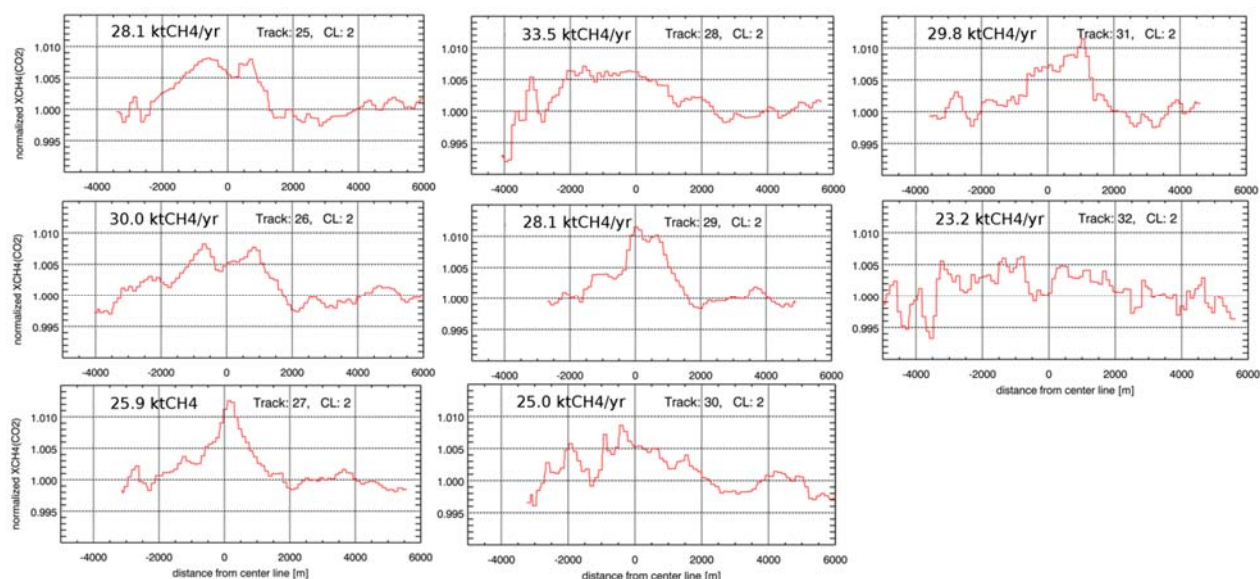 28.1 ktCH4/yr Track: 25, CL: 2
normalized XCH4(CO2)
1.010
1.005
1.000
0.995
-4000 -2000 0 2000 4000 6000
33.5 ktCH4/yr Track: 28, CL: 2
1.010
1.005
1.000
0.995
-4000 -2000 0 2000 4000 6000
29.8 ktCH4/yr Track: 31, CL: 2
1.010
1.005
1.000
0.995
-4000 -2000 0 2000 4000 6000
30.0 ktCH4/yr Track: 26, CL: 2
normalized XCH4(CO2)
1.010
1.005
1.000
0.995
-4000 -2000 0 2000 4000 6000
28.1 ktCH4/yr Track: 29, CL: 2
1.010
1.005
1.000
0.995
-4000 -2000 0 2000 4000 6000
23.2 ktCH4/yr Track: 32, CL: 2
1.010
1.005
1.000
0.995
-4000 -2000 0 2000 4000 6000
distance from center line [m]
25.9 ktCH4 Track: 27, CL: 2
normalized XCH4(CO2)
1.010
1.005
1.000
0.995
-4000 -2000 0 2000 4000 6000
distance from center line [m]
25.0 ktCH4/yr Track: 30, CL: 2
1.010
1.005
1.000
0.995
-4000 -2000 0 2000 4000 6000
distance from center line [m]